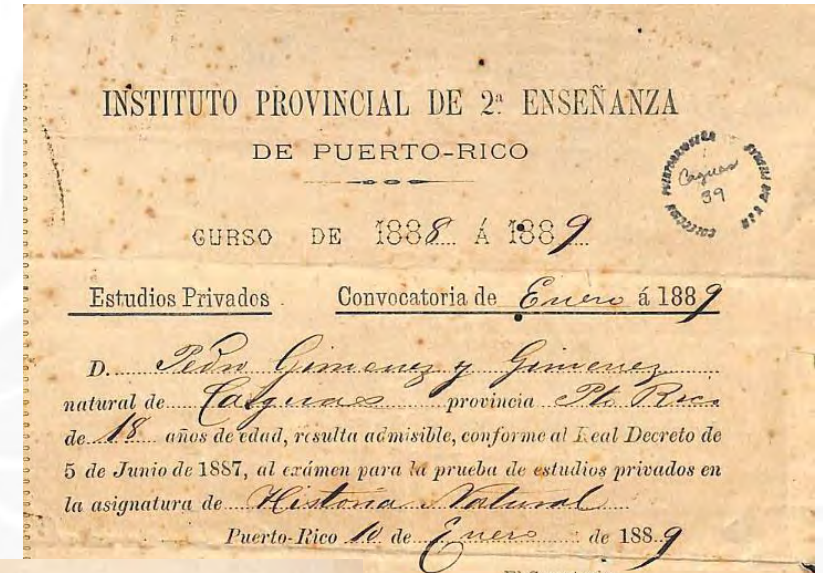 INSTITUTO PROVINCIAL DE 2ª ENSEÑANZA
DE PUERTO-RICO
Caguas
39
CURSO DE 1888 Á 1889
Estudios Privados. Convocatoria de Enero á 1889
D. Pedro Gimenez y Gimenez
natural de Caguas provincia Pto Rico
de 18 años de edad, resulta admisible, conforme al Real Decreto de
5 de Junio de 1887, al exámen para la prueba de estudios privados en
la asignatura de Historia Natural
Puerto-Rico 10 de Enero de 1889